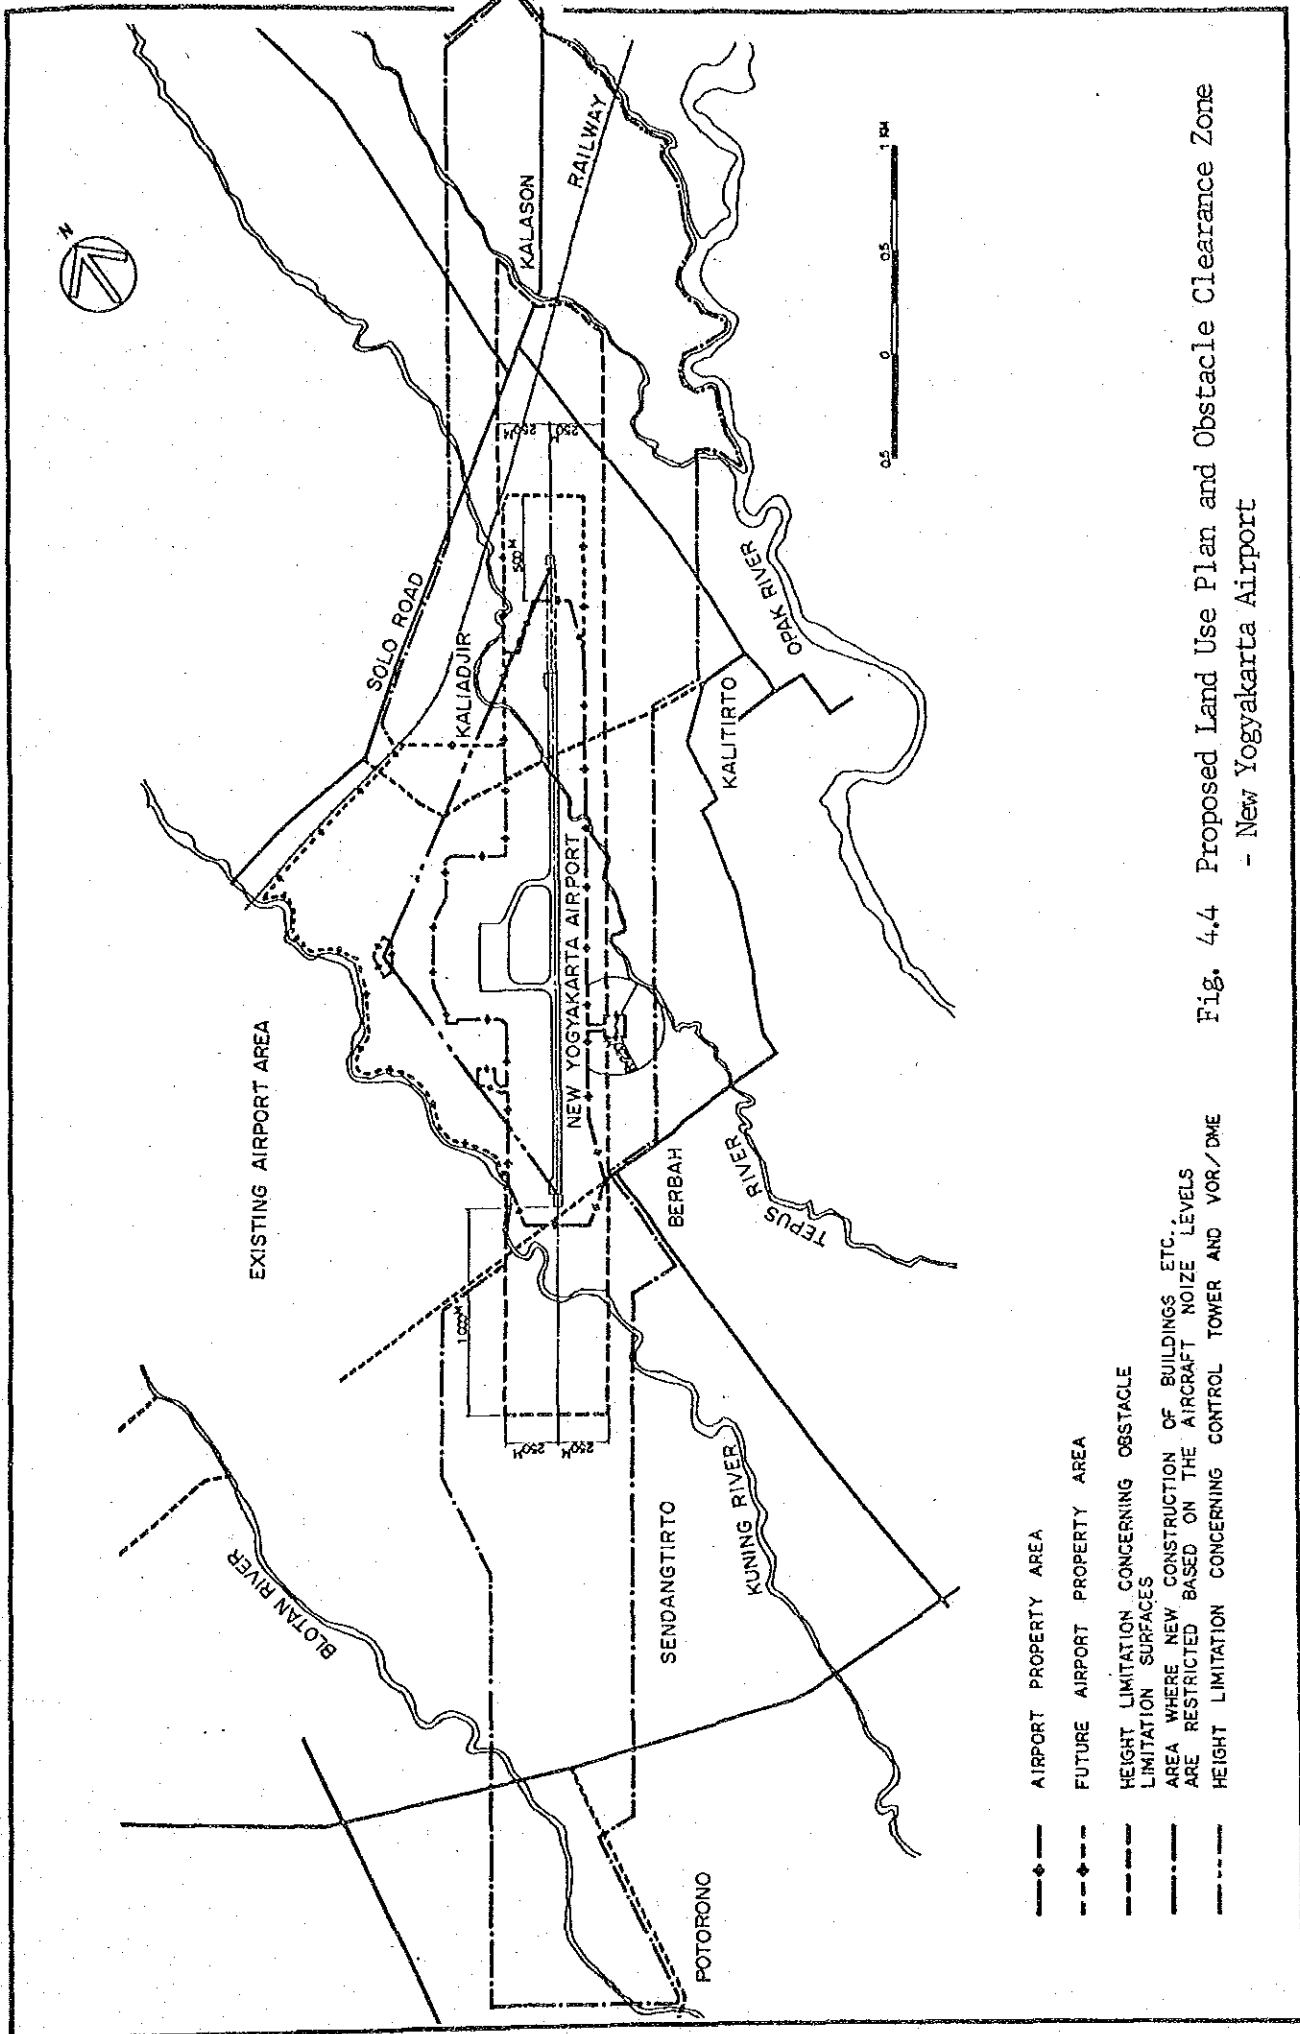 N
EXISTING AIRPORT AREA
SOLO ROAD
KALIADJIR
KALASON
RAILWAY
BLOTAN RIVER
1,000M
500M
250M
250M
250M
250M
NEW YOGYAKARTA AIRPORT
BERBAH
SENDANGTIRTO
POTORONO
KUNING RIVER
TEPUS RIVER
KALITIRTO
OPAK RIVER
0.5 0 0.5 1 KM
AIRPORT PROPERTY AREA
FUTURE AIRPORT PROPERTY AREA
HEIGHT LIMITATION CONCERNING OBSTACLE
LIMITATION SURFACES
AREA WHERE NEW CONSTRUCTION OF BUILDINGS ETC.,
ARE RESTRICTED BASED ON THE AIRCRAFT NOIZE LEVELS
HEIGHT LIMITATION CONCERNING CONTROL TOWER AND VOR/DME
Fig. 4.4 Proposed Land Use Plan and Obstacle Clearance Zone
- New Yogyakarta Airport